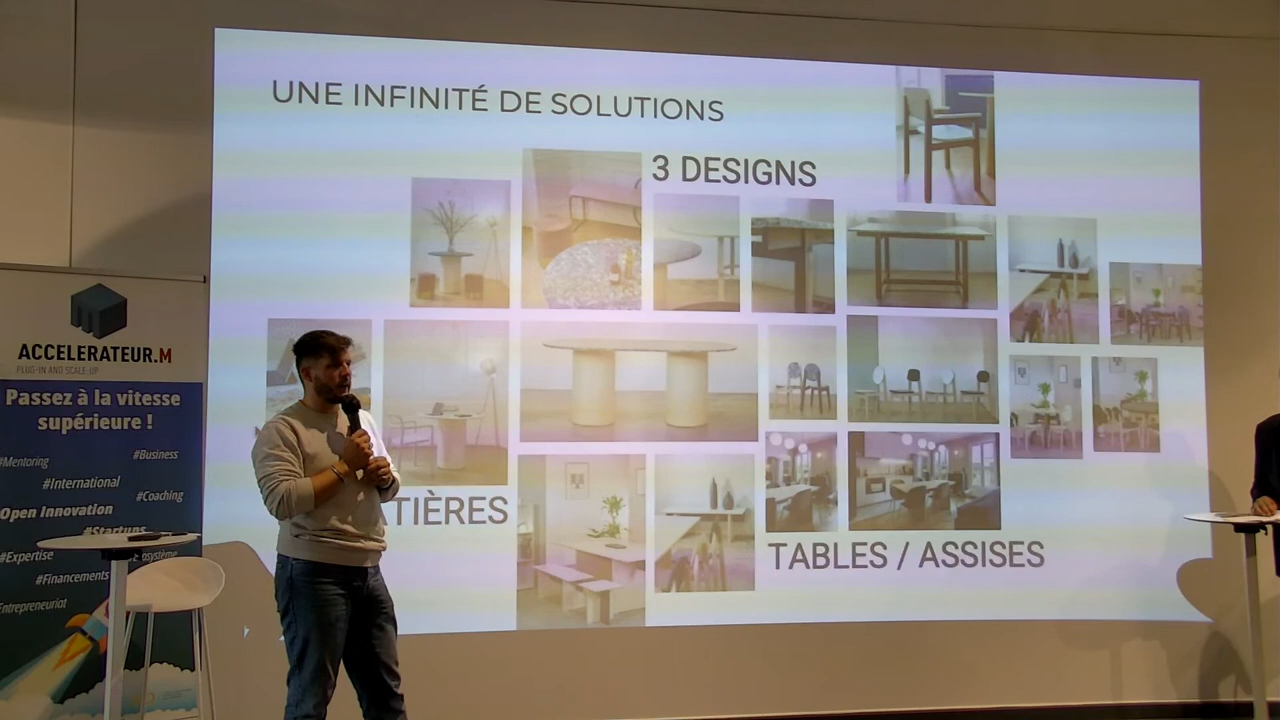 UNE INFINITÉ DE SOLUTIONS
3 DESIGNS
TIÈRES
TABLES / ASSISES
ACCELERATEUR.M
PLUG-IN AND SCALE-UP
Passez à la vitesse
supérieure !
#Mentoring
#Business
#International
#Coaching
Open Innovation
#Startups
#Expertise
#Financements
Entrepreneuriat